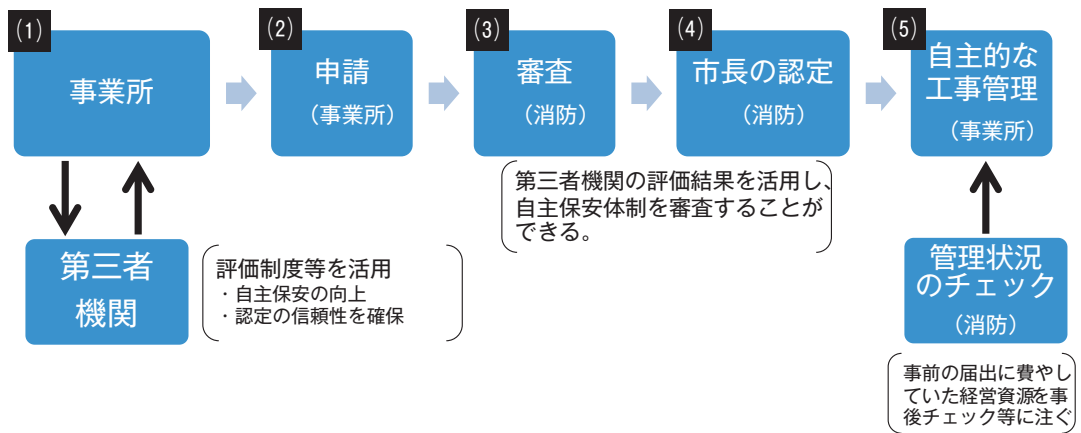 (1)
事業所
(2)
申請
（事業所）
(3)
審査
（消防）
(4)
市長の認定
（消防）
(5)
自主的な
工事管理
（事業所）
第三者機関の評価結果を活用し、
自主保安体制を審査することが
できる。
第三者
機関
評価制度等を活用
・自主保安の向上
・認定の信頼性を確保
管理状況
のチェック
（消防）
事前の届出に費やし
ていた経営資源を事
後チェック等に注ぐ